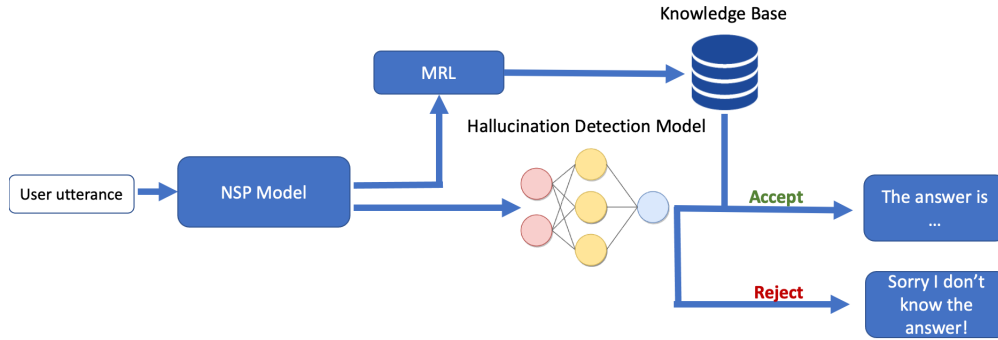 Knowledge Base
MRL
Hallucination Detection Model
User utterance
NSP Model
Accept
The answer is
...
Reject
Sorry I don't
know the
answer!